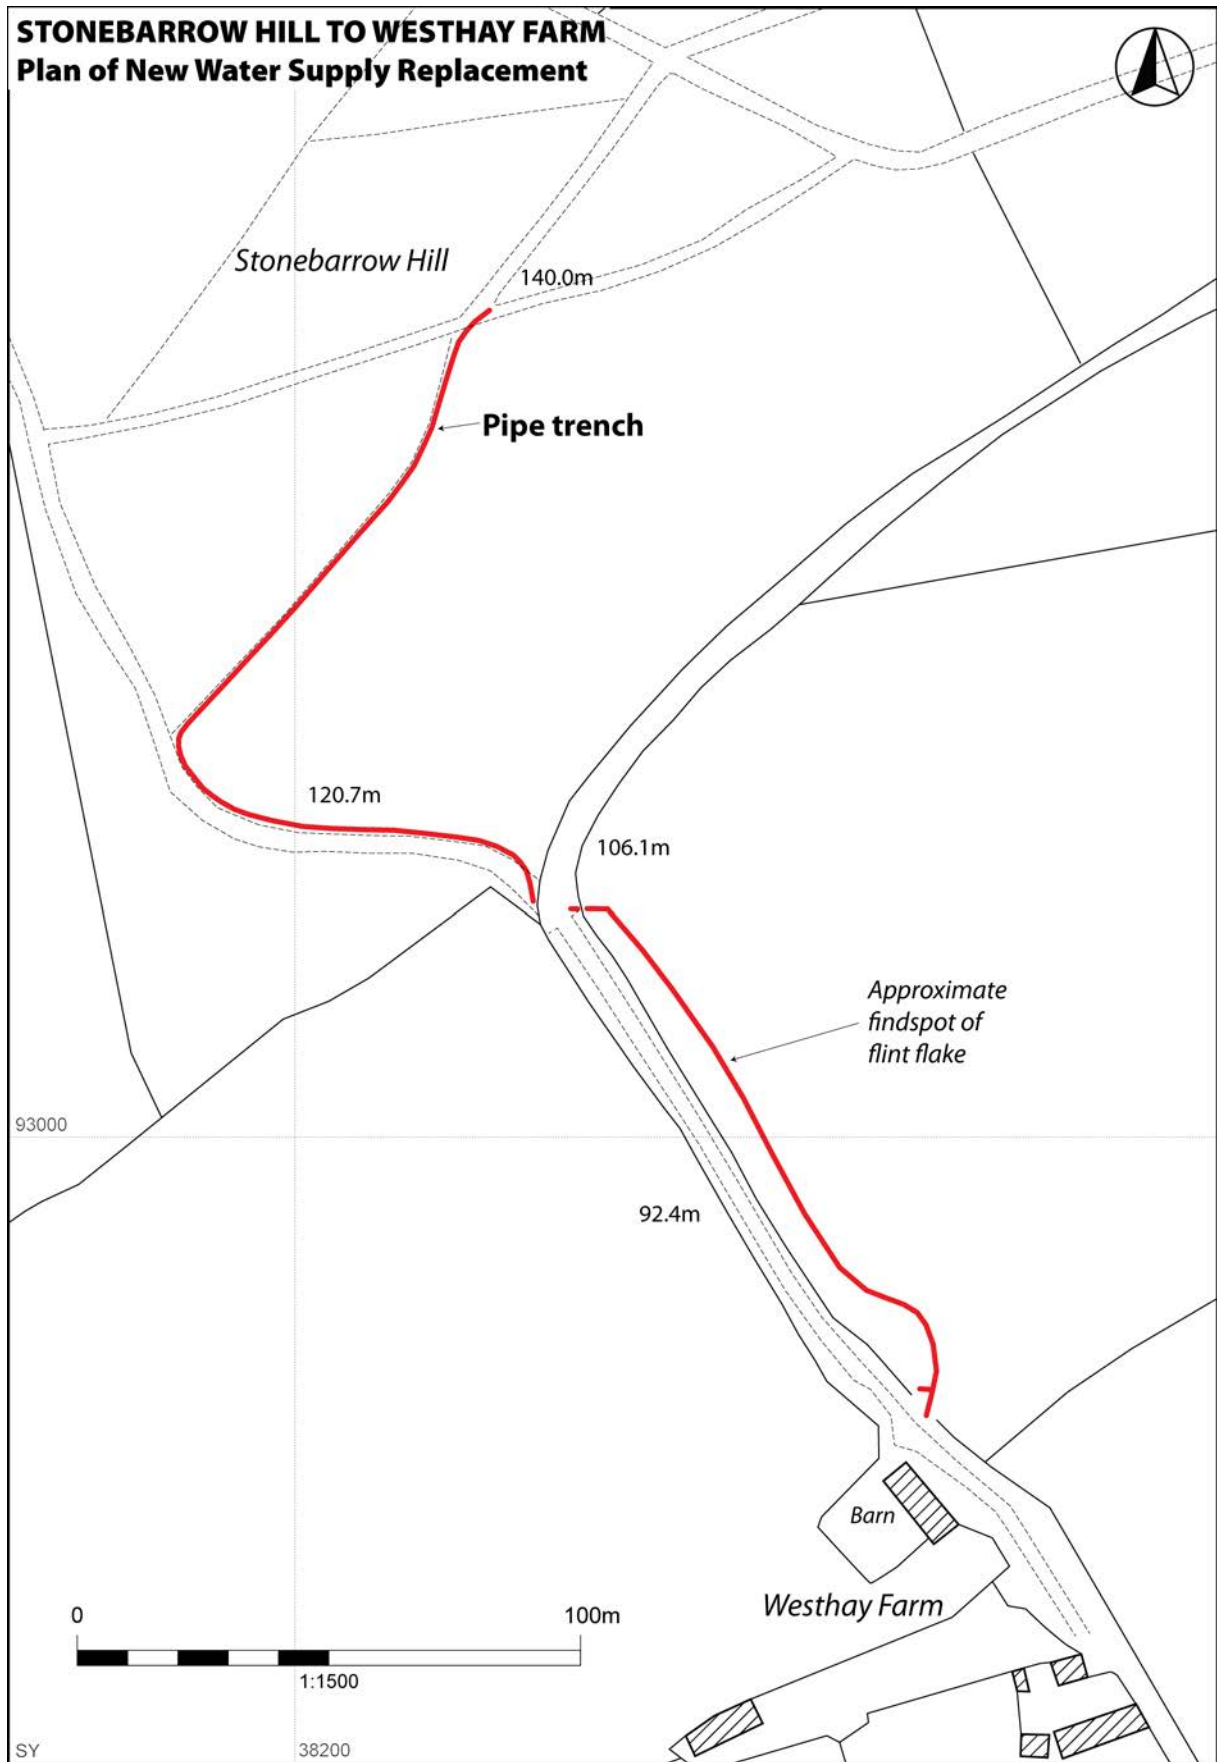 STONEBARROW HILL TO WESTHAY FARM
Plan of New Water Supply Replacement
Stonebarrow Hill
140.0m
Pipe trench
120.7m
106.1m
Approximate
findspot of
flint flake
93000
92.4m
Barn
Westhay Farm
0 100m
1:1500
SY 38200